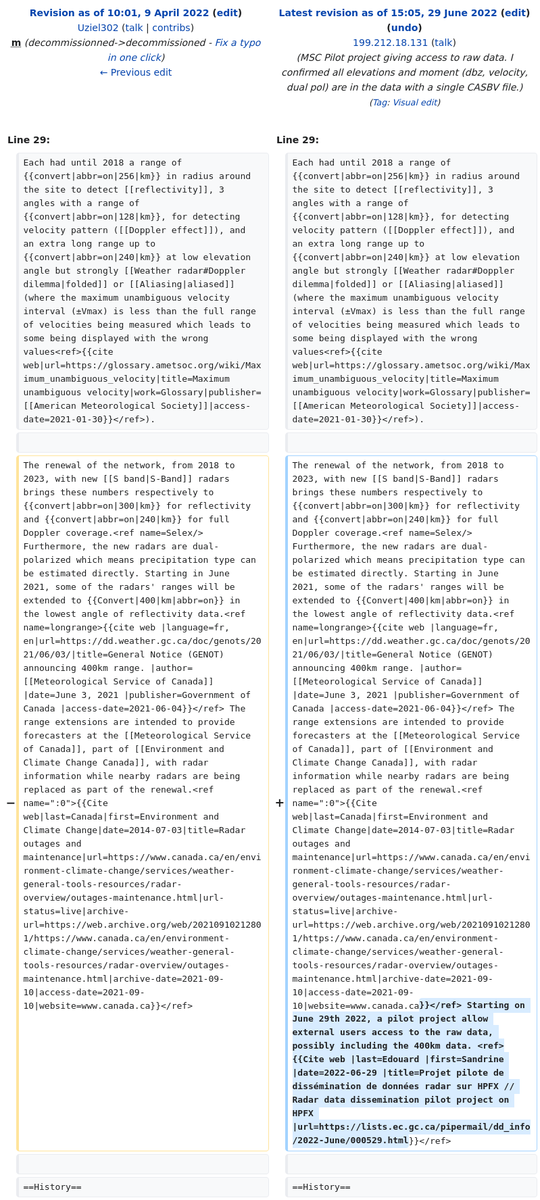 Revision as of 10:01, 9 April 2022 (edit)
Uziel302 (talk | contribs)
m (decommissionned->decommissioned - Fix a typo
in one click)
← Previous edit
Latest revision as of 15:05, 29 June 2022 (edit)
(undo)
199.212.18.131 (talk)
(MSC Pilot project giving access to raw data. I
confirmed all elevations and moment (dbz, velocity,
dual pol) are in the data with a single CASBV file.)
(Tag: Visual edit)
Line 29:
Each had until 2018 a range of
{{convert|abbr=on|256|km}} in radius around
the site to detect [[reflectivity]], 3
angles with a range of
{{convert|abbr=on|128|km}}, for detecting
velocity pattern ([[Doppler effect]]), and
an extra long range up to
{{convert|abbr=on|240|km}} at low elevation
angle but strongly [[Weather radar#Doppler
dilemma|folded]] or [[Aliasing|aliased]]
(where the maximum unambiguous velocity
interval (±Vmax) is less than the full range
of velocities being measured which leads to
some being displayed with the wrong
values<ref>{{cite
web|url=https://glossary.ametsoc.org/wiki/Max
imum_unambiguous_velocity|title=Maximum
unambiguous velocity|work=Glossary|publisher=
[[American Meteorological Society]]|access-
date=2021-01-30}}</ref>).
Line 29:
Each had until 2018 a range of
{{convert|abbr=on|256|km}} in radius around
the site to detect [[reflectivity]], 3
angles with a range of
{{convert|abbr=on|128|km}}, for detecting
velocity pattern ([[Doppler effect]]), and
an extra long range up to
{{convert|abbr=on|240|km}} at low elevation
angle but strongly [[Weather radar#Doppler
dilemma|folded]] or [[Aliasing|aliased]]
(where the maximum unambiguous velocity
interval (±Vmax) is less than the full range
of velocities being measured which leads to
some being displayed with the wrong
values<ref>{{cite
web|url=https://glossary.ametsoc.org/wiki/Max
imum_unambiguous_velocity|title=Maximum
unambiguous velocity|work=Glossary|publisher=
[[American Meteorological Society]]|access-
date=2021-01-30}}</ref>).
−
The renewal of the network, from 2018 to
2023, with new [[S band|S-Band]] radars
brings these numbers respectively to
{{convert|abbr=on|300|km}} for reflectivity
and {{convert|abbr=on|240|km}} for full
Doppler coverage.<ref name=Selex/>
Furthermore, the new radars are dual-
polarized which means precipitation type can
be estimated directly. Starting in June
2021, some of the radars' ranges will be
extended to {{Convert|400|km|abbr=on}} in
the lowest angle of reflectivity data.<ref
name=longrange>{{cite web |language=fr,
en|url=https://dd.weather.gc.ca/doc/genots/20
21/06/03/|title=General Notice (GENOT)
announcing 400km range. |author=
[[Meteorological Service of Canada]]
|date=June 3, 2021 |publisher=Government of
Canada |access-date=2021-06-04}}</ref> The
range extensions are intended to provide
forecasters at the [[Meteorological Service
of Canada]], part of [[Environment and
Climate Change Canada]], with radar
information while nearby radars are being
replaced as part of the renewal.<ref
name=":0">{{Cite
web|last=Canada|first=Environment and
Climate Change|date=2014-07-03|title=Radar
outages and
maintenance|url=https://www.canada.ca/en/envi
ronment-climate-change/services/weather-
general-tools-resources/radar-
overview/outages-maintenance.html|url-
status=live|archive-
url=https://web.archive.org/web/2021091021280
1/https://www.canada.ca/en/environment-
climate-change/services/weather-general-
tools-resources/radar-overview/outages-
maintenance.html|archive-date=2021-09-
10|access-date=2021-09-
10|website=www.canada.ca}}</ref>
+
The renewal of the network, from 2018 to
2023, with new [[S band|S-Band]] radars
brings these numbers respectively to
{{convert|abbr=on|300|km}} for reflectivity
and {{convert|abbr=on|240|km}} for full
Doppler coverage.<ref name=Selex/>
Furthermore, the new radars are dual-
polarized which means precipitation type can
be estimated directly. Starting in June
2021, some of the radars' ranges will be
extended to {{Convert|400|km|abbr=on}} in
the lowest angle of reflectivity data.<ref
name=longrange>{{cite web |language=fr,
en|url=https://dd.weather.gc.ca/doc/genots/20
21/06/03/|title=General Notice (GENOT)
announcing 400km range. |author=
[[Meteorological Service of Canada]]
|date=June 3, 2021 |publisher=Government of
Canada |access-date=2021-06-04}}</ref> The
range extensions are intended to provide
forecasters at the [[Meteorological Service
of Canada]], part of [[Environment and
Climate Change Canada]], with radar
information while nearby radars are being
replaced as part of the renewal.<ref
name=":0">{{Cite
web|last=Canada|first=Environment and
Climate Change|date=2014-07-03|title=Radar
outages and
maintenance|url=https://www.canada.ca/en/envi
ronment-climate-change/services/weather-
general-tools-resources/radar-
overview/outages-maintenance.html|url-
status=live|archive-
url=https://web.archive.org/web/2021091021280
1/https://www.canada.ca/en/environment-
climate-change/services/weather-general-
tools-resources/radar-overview/outages-
maintenance.html|archive-date=2021-09-
10|access-date=2021-09-
10|website=www.canada.ca}}</ref> Starting on
June 29th 2022, a pilot project allow
external users access to the raw data,
possibly including the 400km data. <ref>
{{Cite web |last=Edouard |first=Sandrine
|date=2022-06-29 |title=Projet pilote de
dissémination de données radar sur HPFX //
Radar data dissemination pilot project on
HPFX
|url=https://lists.ec.gc.ca/pipermail/dd_info
/2022-June/000529.html}}</ref>
==History==
==History==